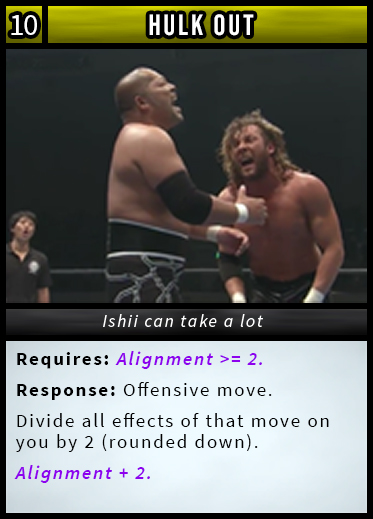 10 HULK OUT
Ishii can take a lot
Requires: Alignment >= 2.
Response: Offensive move.
Divide all effects of that move on
you by 2 (rounded down).
Alignment + 2.